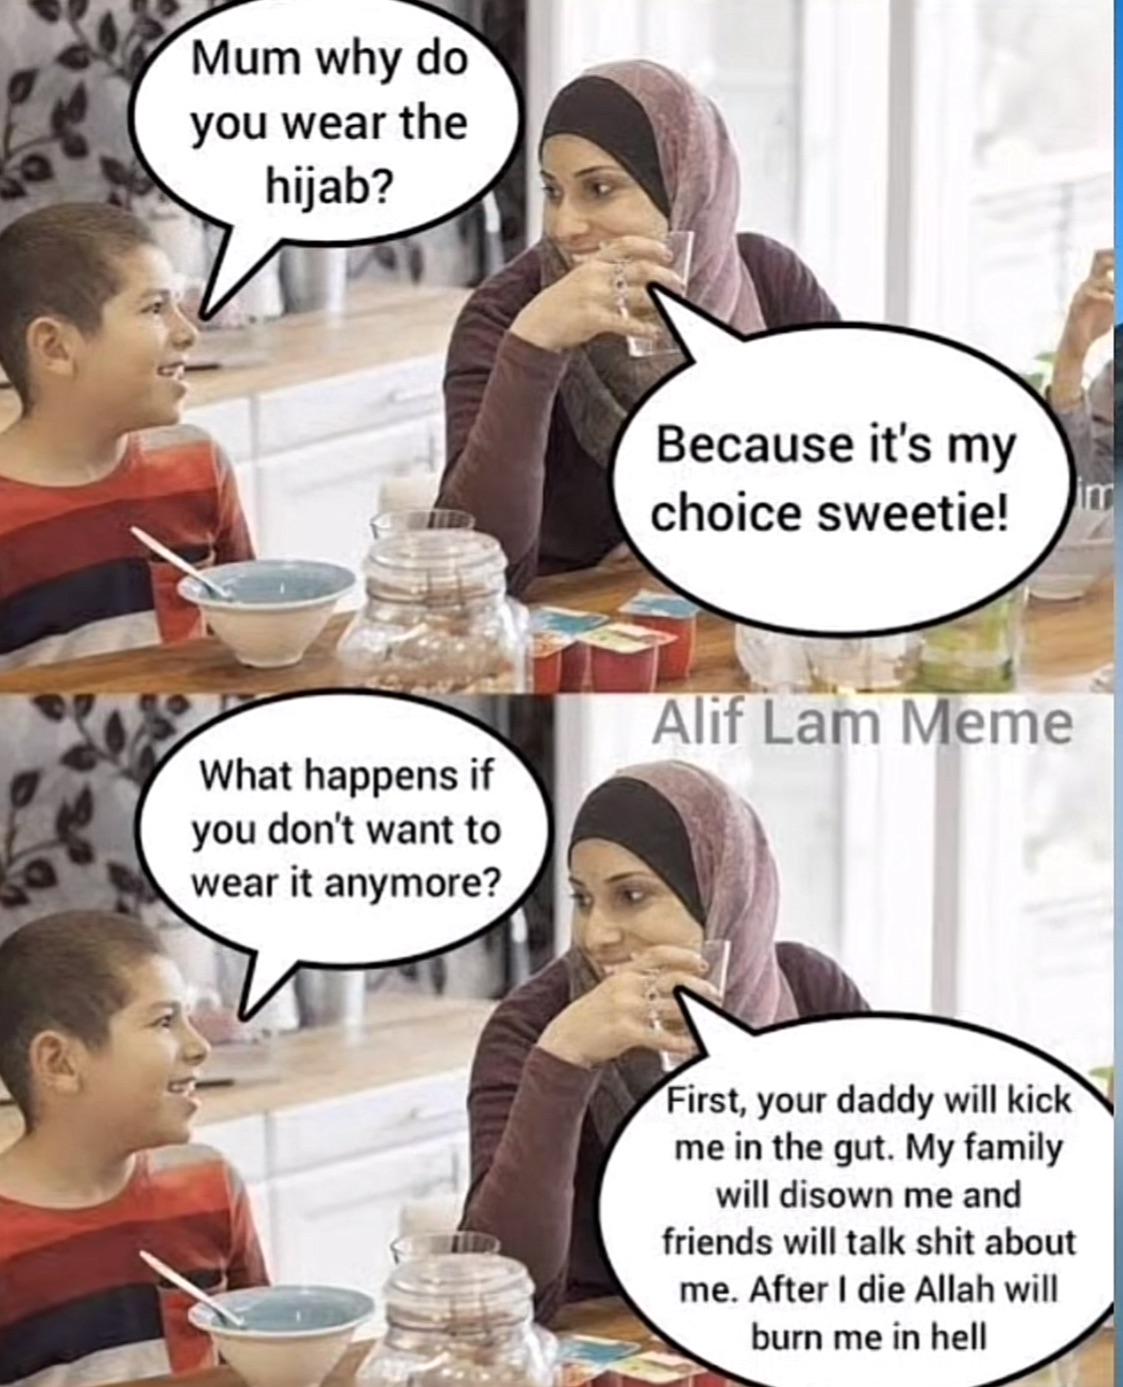 Mum why do
you wear the
hijab?
Because it's my
choice sweetie!
Alif Lam Meme
What happens if
you don't want to
wear it anymore?
First, your daddy will kick
me in the gut. My family
will disown me and
friends will talk shit about
me. After I die Allah will
burn me in hell